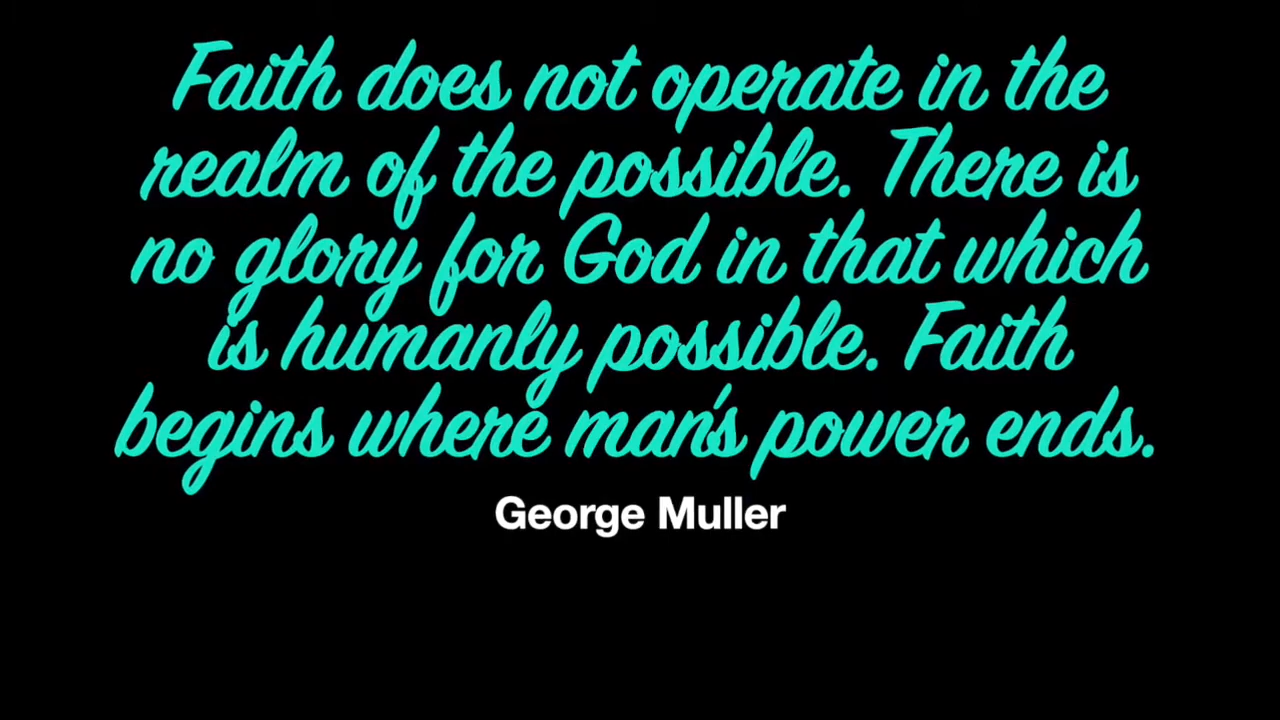 Faith does not operate in the
realm of the possible. There is
no glory for God in that which
is humanly possible. Faith
begins where man's power ends.
George Muller